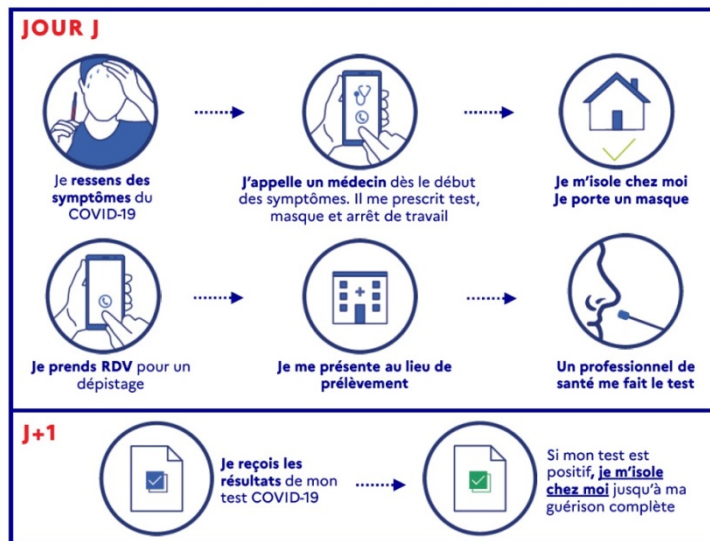 JOUR J
Je ressens des
symptômes du
COVID-19
J'appelle un médecin dès le début
des symptômes. Il me prescrit test,
masque et arrêt de travail
Je m'isole chez moi
Je porte un masque
Je prends RDV pour un
dépistage
Je me présente au lieu de
prélèvement
Un professionnel de
santé me fait le test
J+1
Je reçois les
résultats de mon
test COVID-19
Si mon test est
positif, je m'isole
chez moi jusqu'à ma
guérison complète